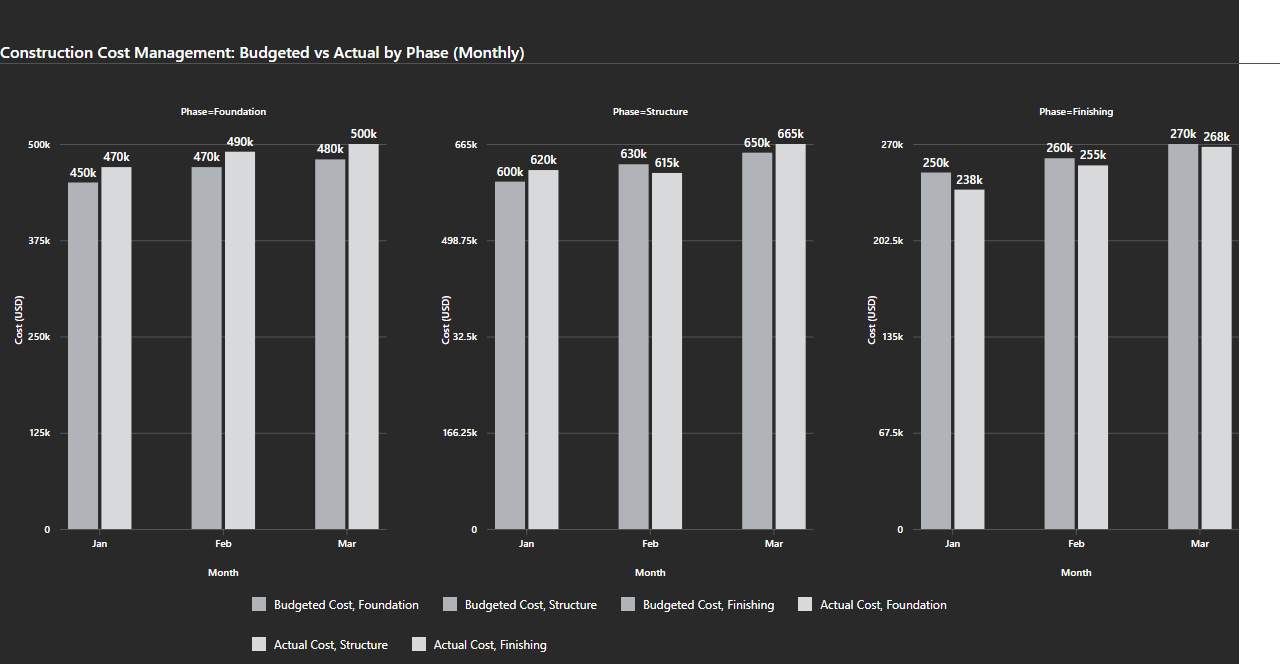 Construction Cost Management: Budgeted vs Actual by Phase (Monthly)
Phase=Foundation
500k
375k
250k
125k
0
Cost (USD)
450k
470k
470k
490k
480k
500k
Jan
Feb
Mar
Month
Phase=Structure
665k
498.75k
32.5k
166.25k
0
Cost (USD)
600k
620k
630k
615k
650k
665k
Jan
Feb
Mar
Month
Phase=Finishing
270k
202.5k
135k
67.5k
0
Cost (USD)
250k
238k
260k
255k
270k
268k
Jan
Feb
Mar
Month
Budgeted Cost, Foundation
Budgeted Cost, Structure
Budgeted Cost, Finishing
Actual Cost, Foundation
Actual Cost, Structure
Actual Cost, Finishing